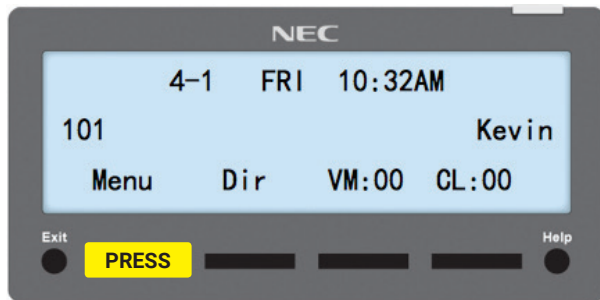 NEC
4-1 FRI 10:32AM
101 Kevin
Menu Dir VM:00 CL:00
Exit Help
PRESS